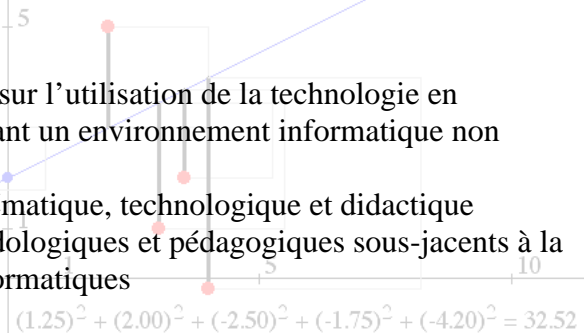 5
sur l’utilisation de la technologie en
ant un environnement informatique non
matique, technologique et didactique
1
dologiques et pédagogiques sous-jacents à la
1 5 10
ormatiques
(1.25)² + (2.00)² + (-2.50)² + (-1.75)² + (-4.20)² = 32.52